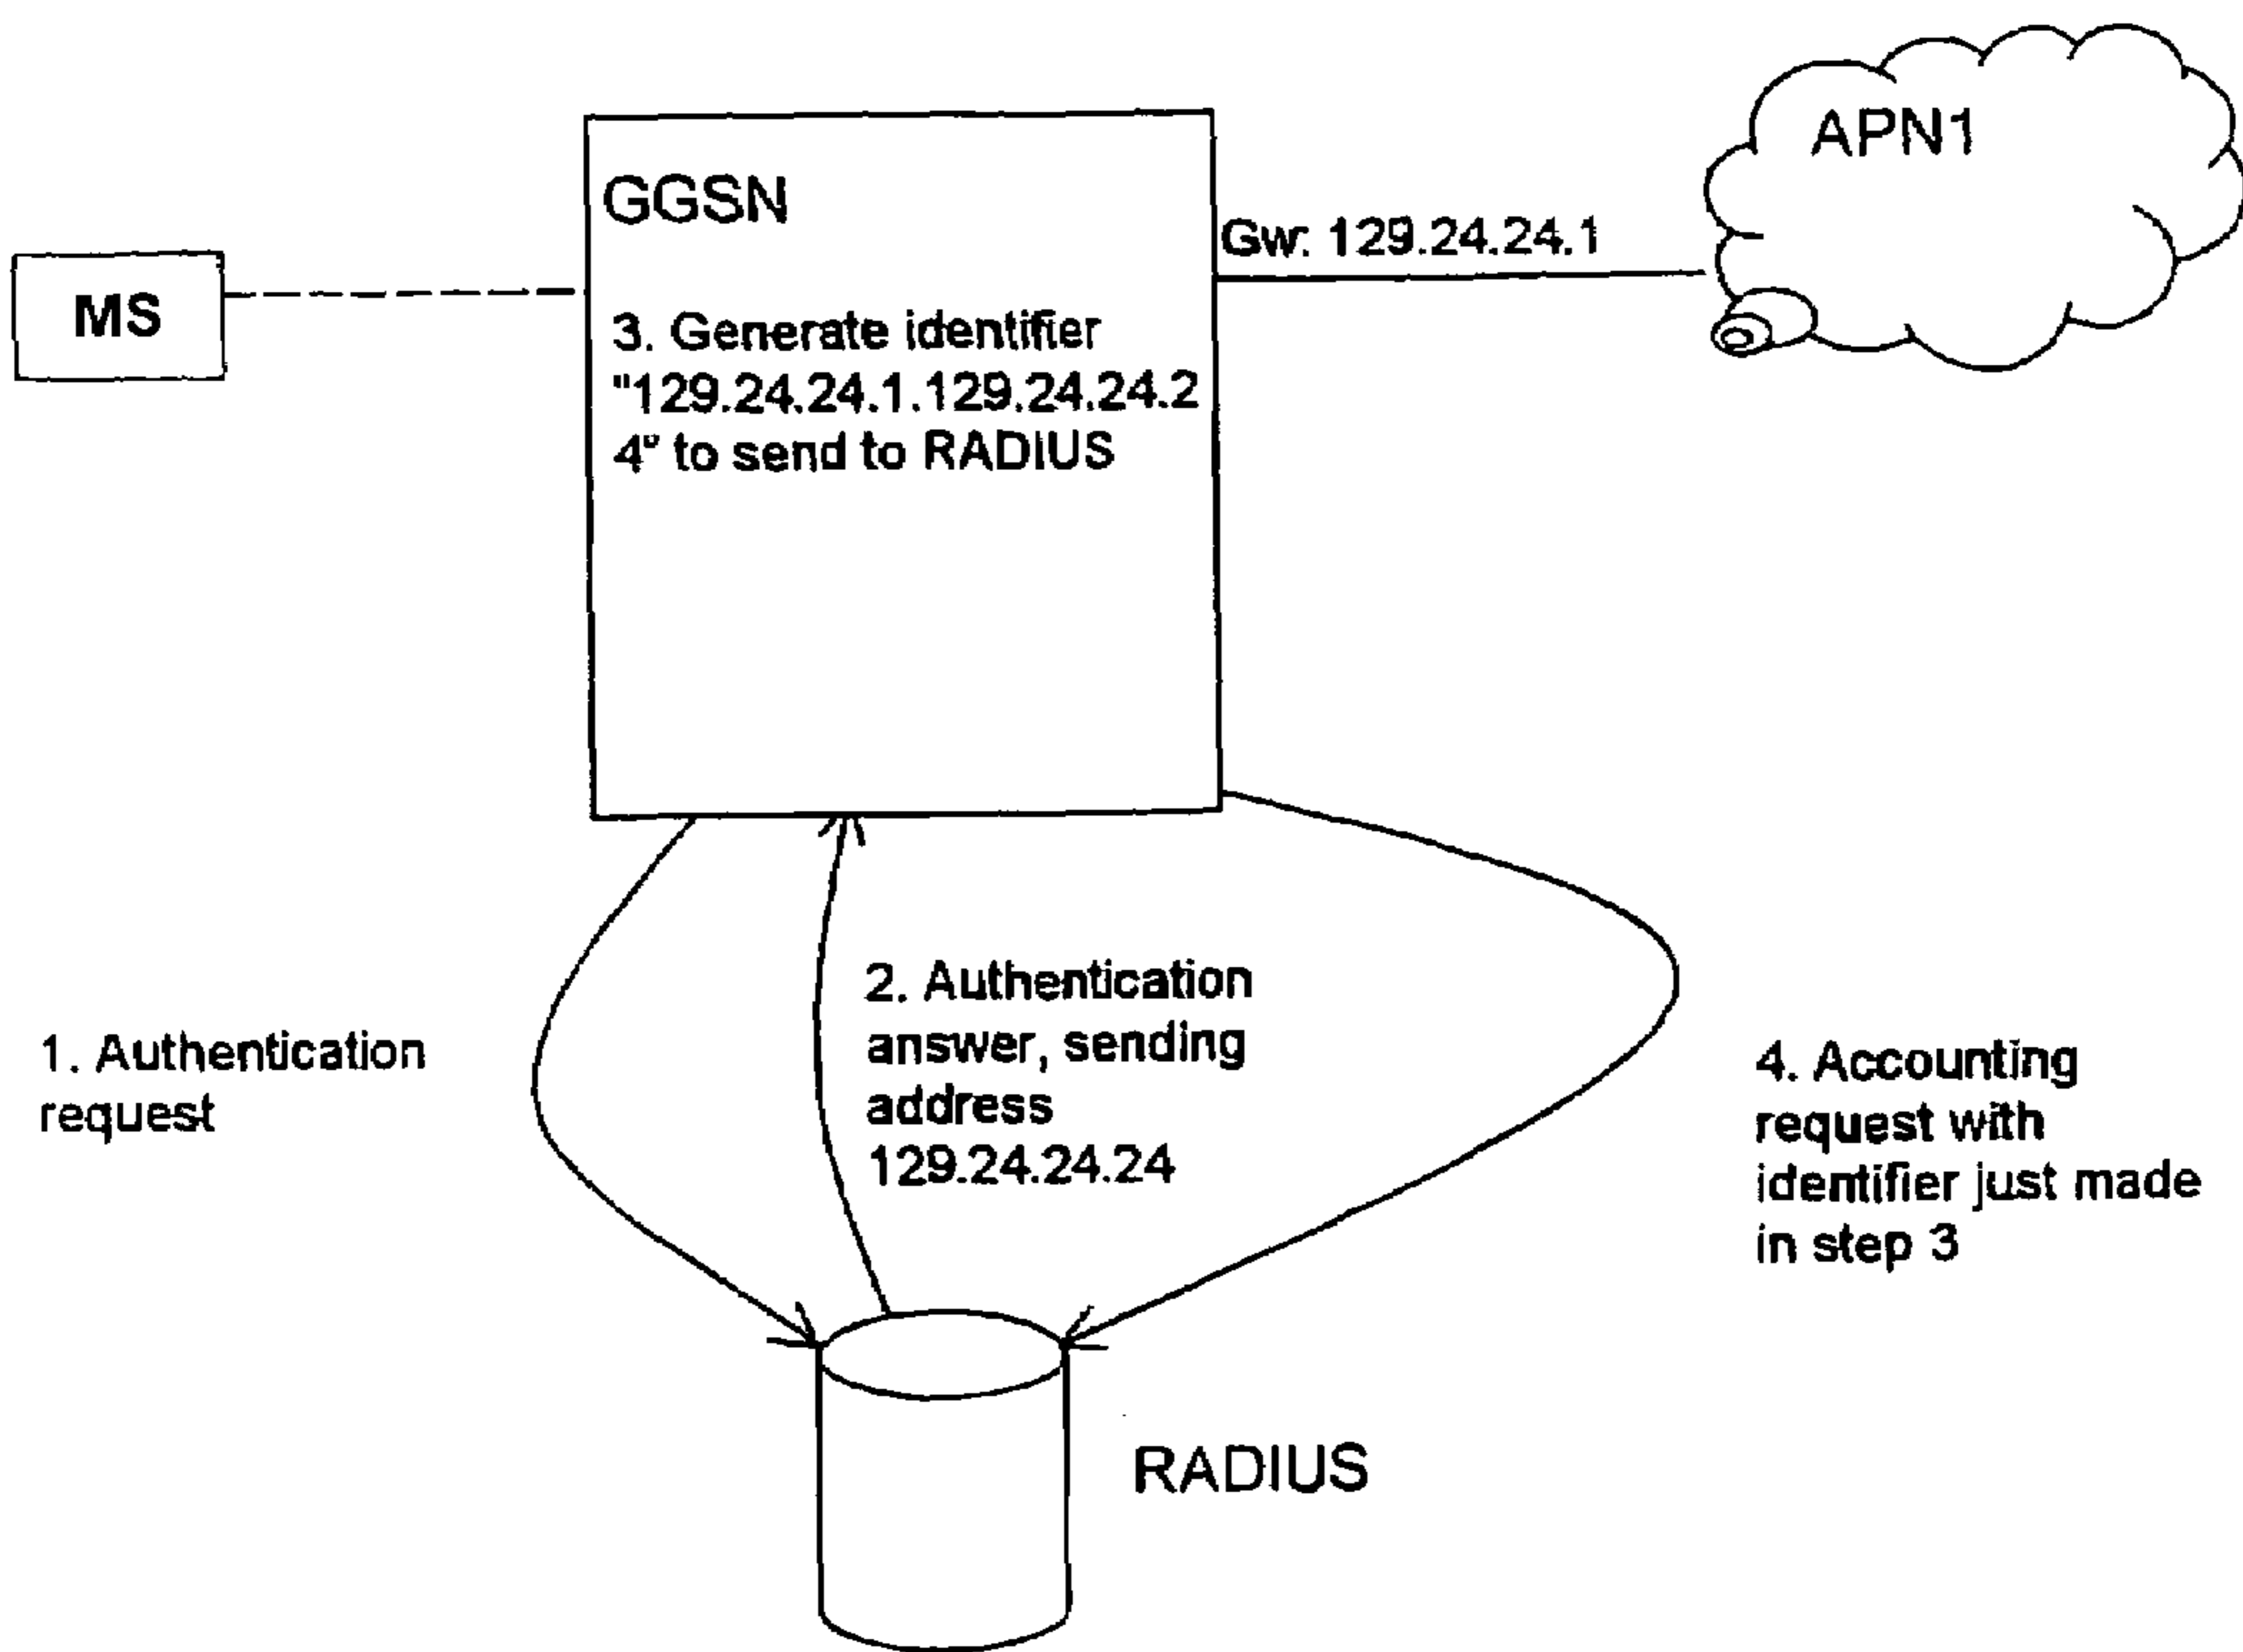 APN1
GGSN
Gw: 129.24.24.1
MS
3. Generate identifier
"129.24.24.1.129.24.24.2
4" to send to RADIUS
2. Authentication
answer, sending
address
129.24.24.24
1. Authentication
request
4. Accounting
request with
identifier just made
in step 3
RADIUS